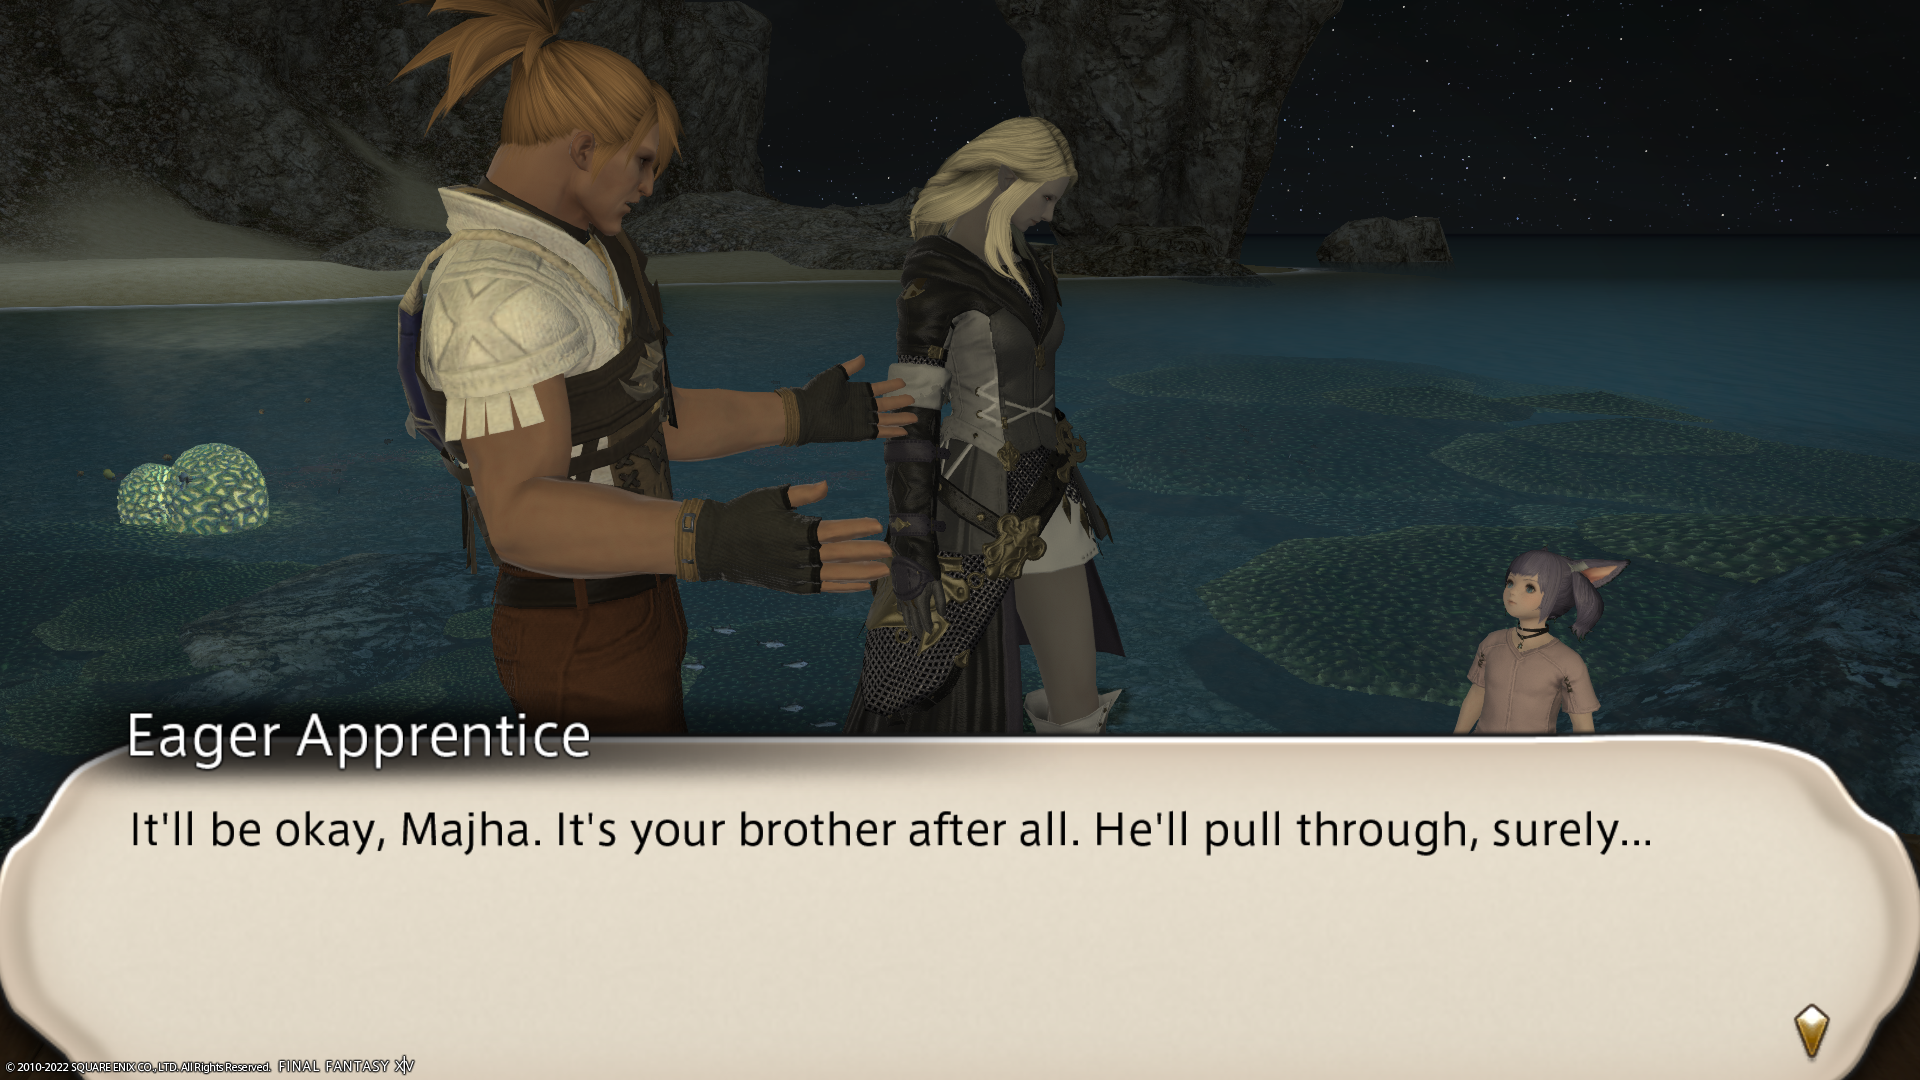 Eager Apprentice
It'll be okay, Majha. It's your brother after all. He'll pull through, surely...
© 2010-2022 SQUARE ENIX CO., LTD. All Rights Reserved. FINAL FANTASY XIV